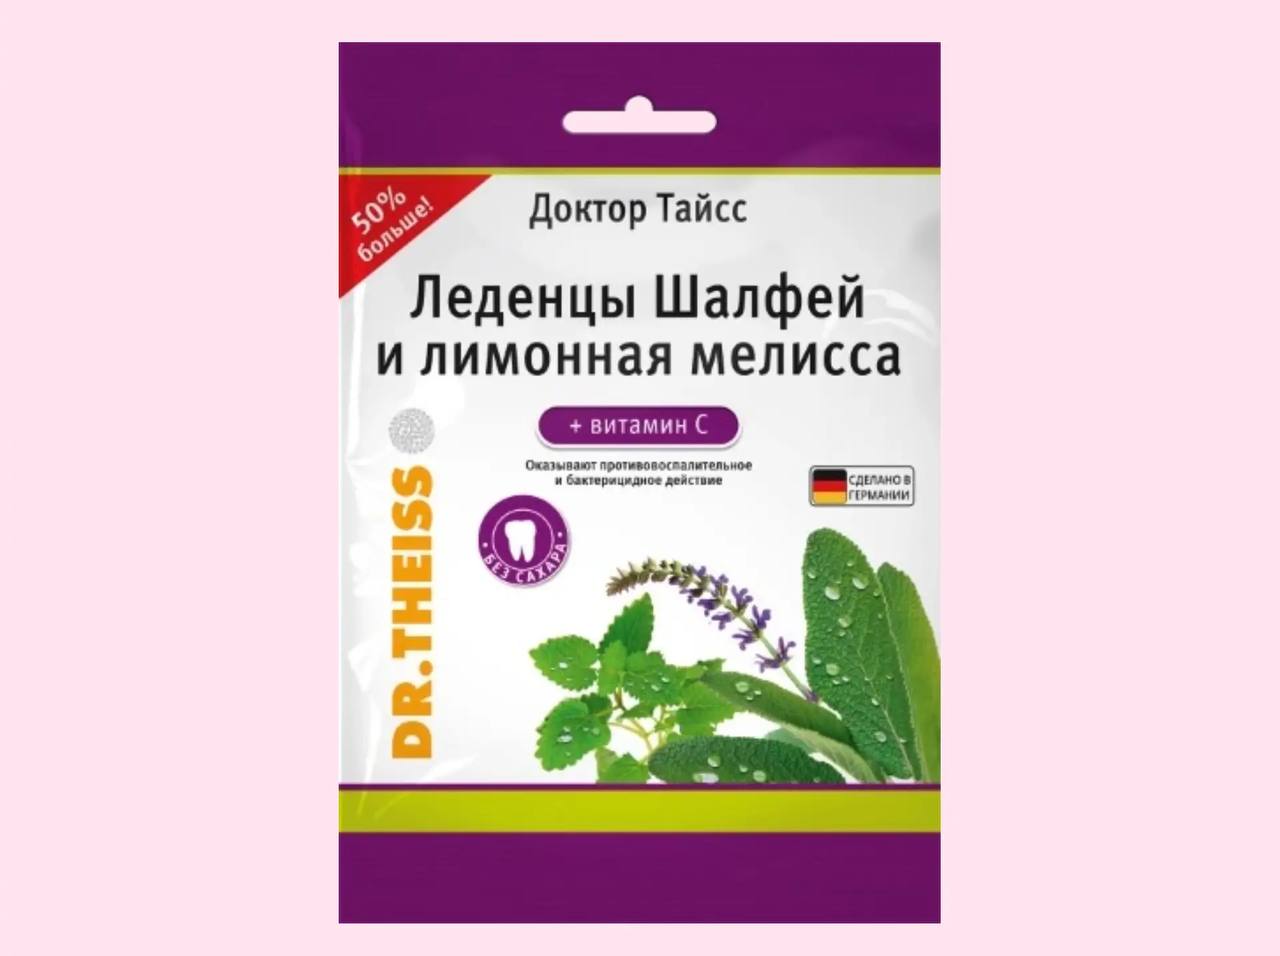 50%
больше!
Доктор Тайсс
Леденцы Шалфей
и лимонная мелисса
+ витамин С
Оказывают противовоспалительное
и бактерицидное действие
СДЕЛАНО В
ГЕРМАНИИ
• БЕЗ САХАРА •
DR.THEISS